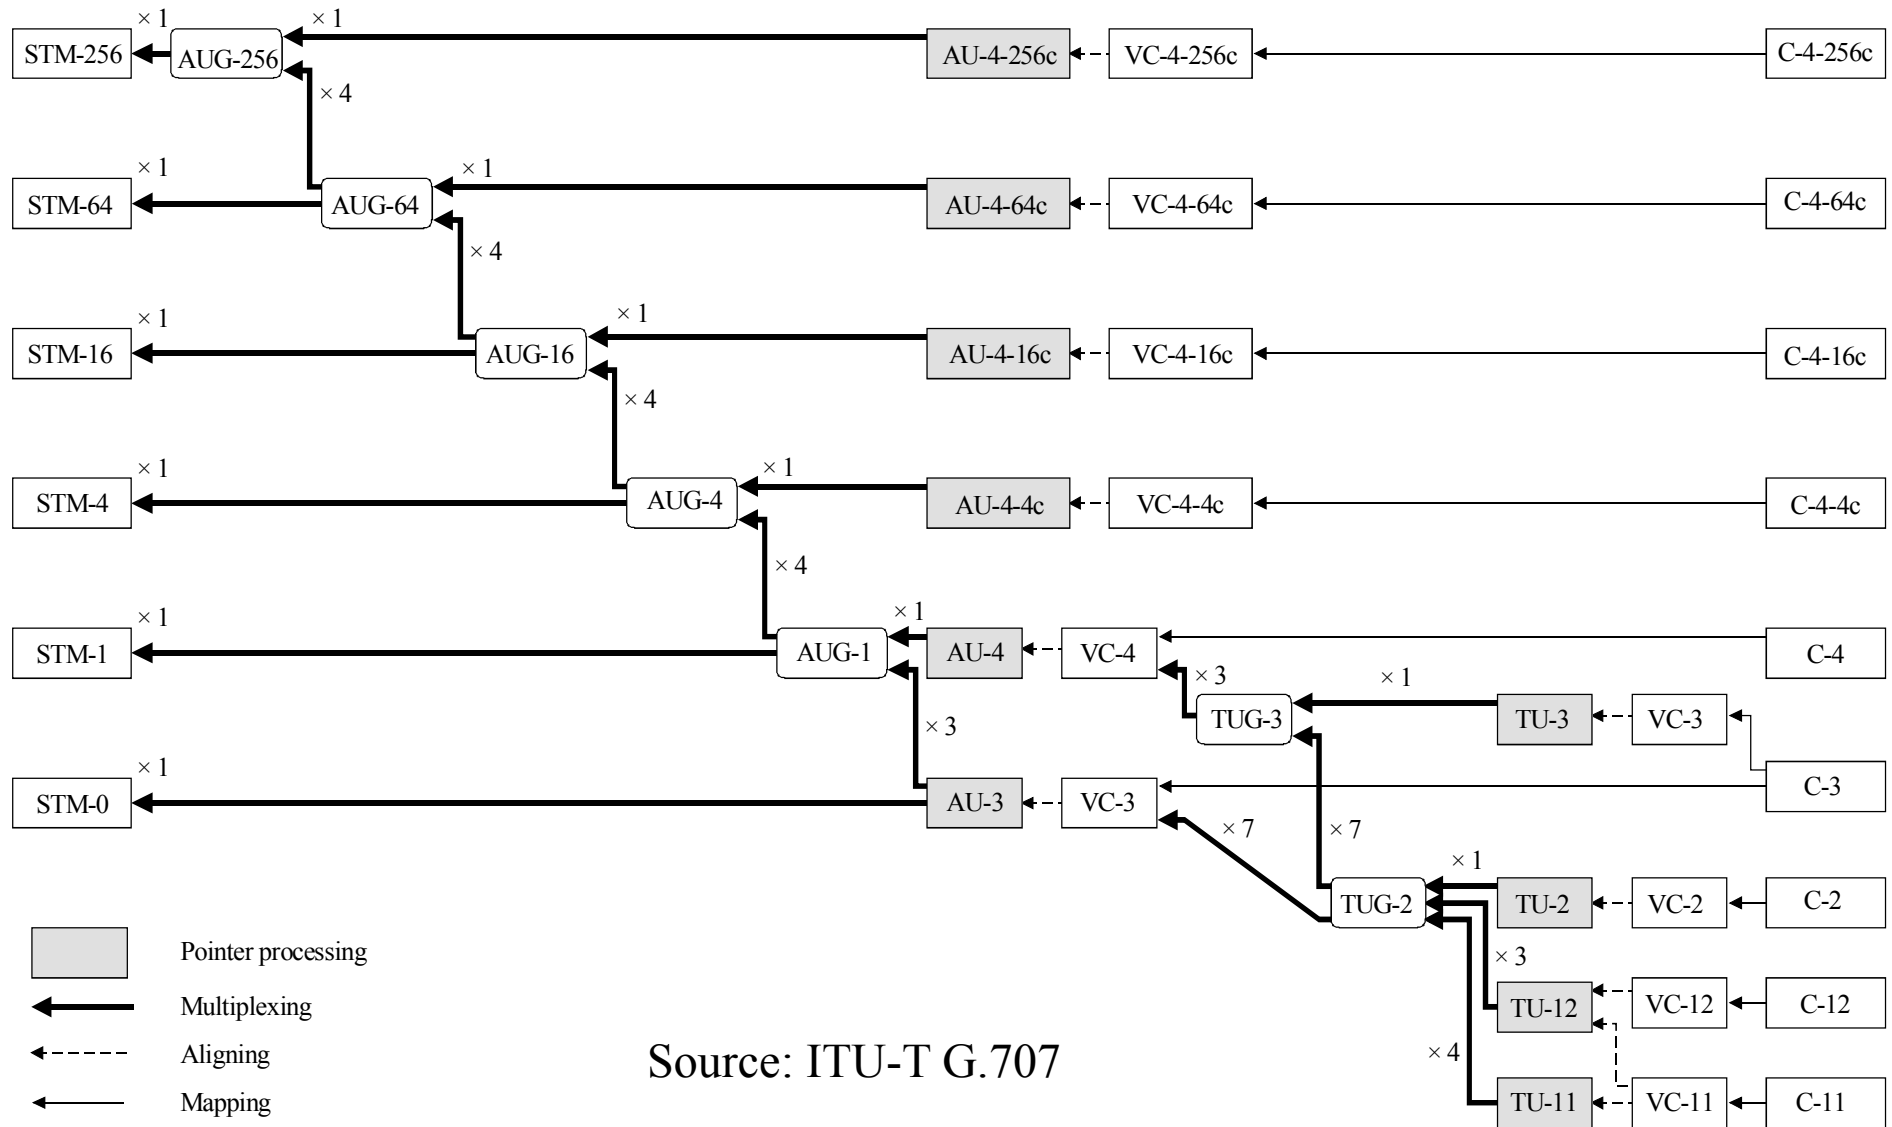 × 1
× 1
STM-256
AUG-256
AU-4-256c
VC-4-256c
C-4-256c
× 4
× 1
× 1
STM-64
AUG-64
AU-4-64c
VC-4-64c
C-4-64c
× 4
× 1
× 1
STM-16
AUG-16
AU-4-16c
VC-4-16c
C-4-16c
× 4
× 1
× 1
STM-4
AUG-4
AU-4-4c
VC-4-4c
C-4-4c
× 4
× 1
× 1
STM-1
AUG-1
AU-4
VC-4
C-4
× 3
× 1
TUG-3
TU-3
VC-3
× 3
× 1
STM-0
AU-3
VC-3
C-3
× 7
× 7
× 1
TUG-2
TU-2
VC-2
C-2
× 3
TU-12
VC-12
C-12
× 4
TU-11
VC-11
C-11
Pointer processing
Multiplexing
Aligning
Mapping
Source: ITU-T G.707